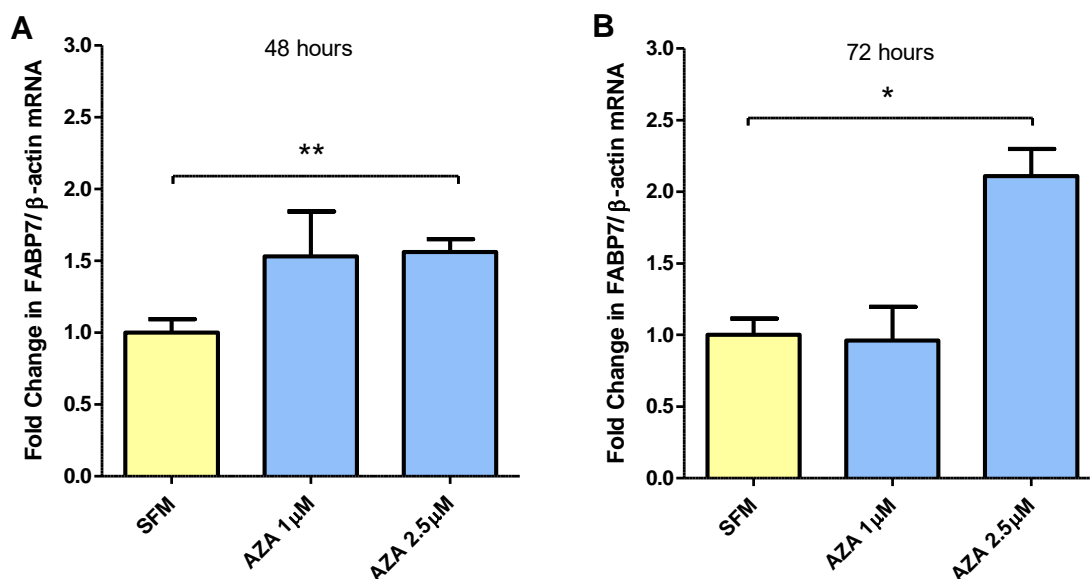 A
48 hours
Fold Change in FABP7/β-actin mRNA
3.0
2.5
2.0
1.5
1.0
0.5
0.0
**
SFM
AZA 1μM
AZA 2.5μM
B
72 hours
Fold Change in FABP7/β-actin mRNA
3.0
2.5
2.0
1.5
1.0
0.5
0.0
*
SFM
AZA 1μM
AZA 2.5μM